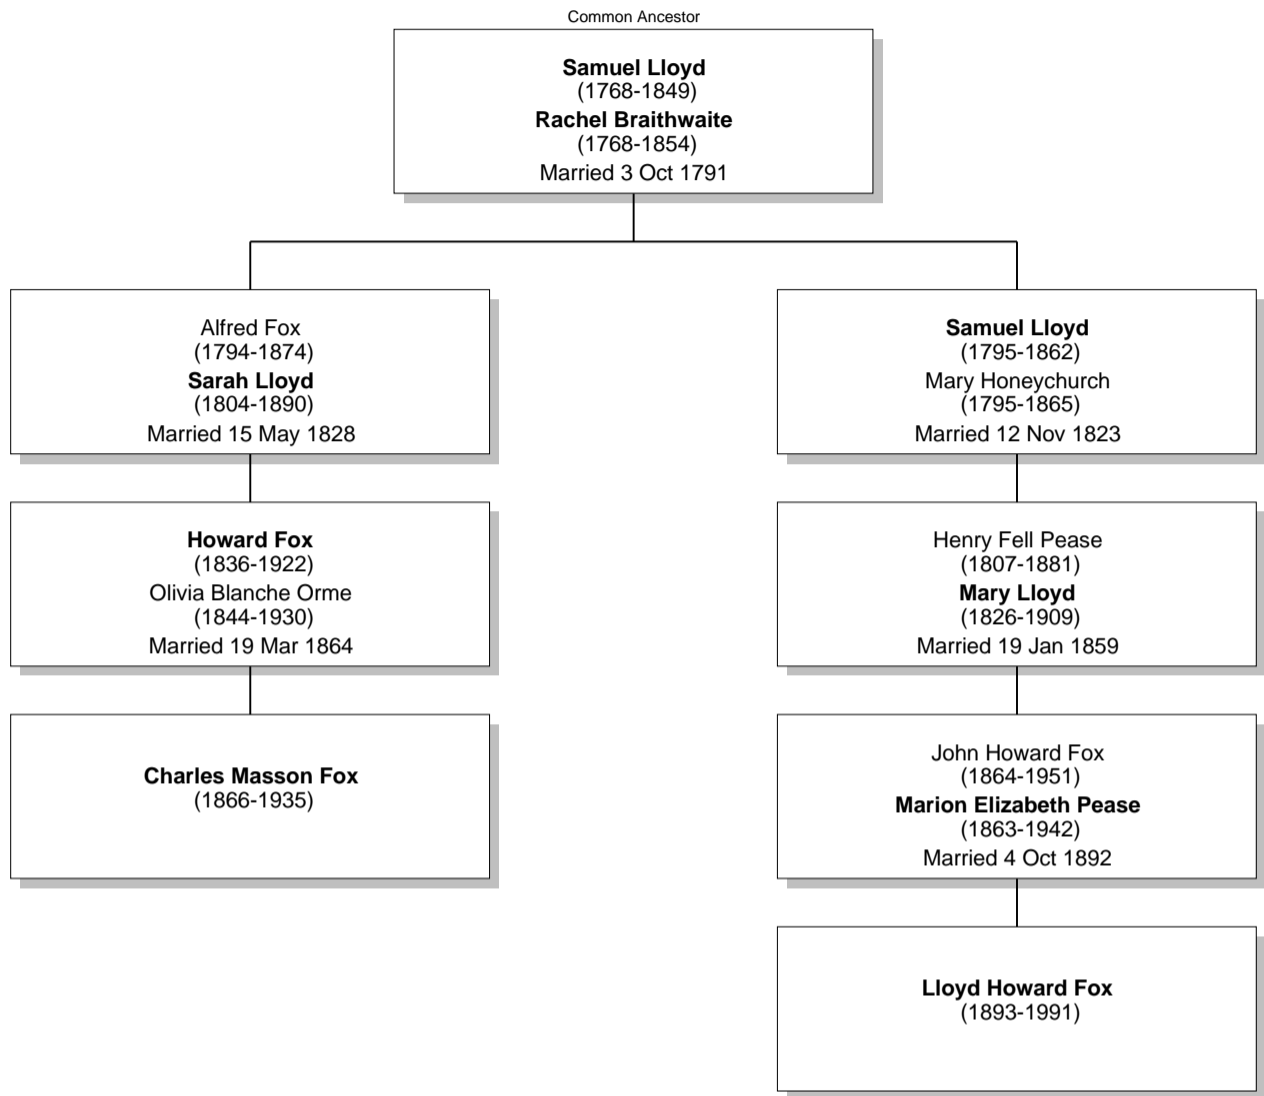 Common Ancestor
Samuel Lloyd
(1768-1849)
Rachel Braithwaite
(1768-1854)
Married 3 Oct 1791
Alfred Fox
(1794-1874)
Sarah Lloyd
(1804-1890)
Married 15 May 1828
Samuel Lloyd
(1795-1862)
Mary Honeychurch
(1795-1865)
Married 12 Nov 1823
Howard Fox
(1836-1922)
Olivia Blanche Orme
(1844-1930)
Married 19 Mar 1864
Henry Fell Pease
(1807-1881)
Mary Lloyd
(1826-1909)
Married 19 Jan 1859
Charles Masson Fox
(1866-1935)
John Howard Fox
(1864-1951)
Marion Elizabeth Pease
(1863-1942)
Married 4 Oct 1892
Lloyd Howard Fox
(1893-1991)